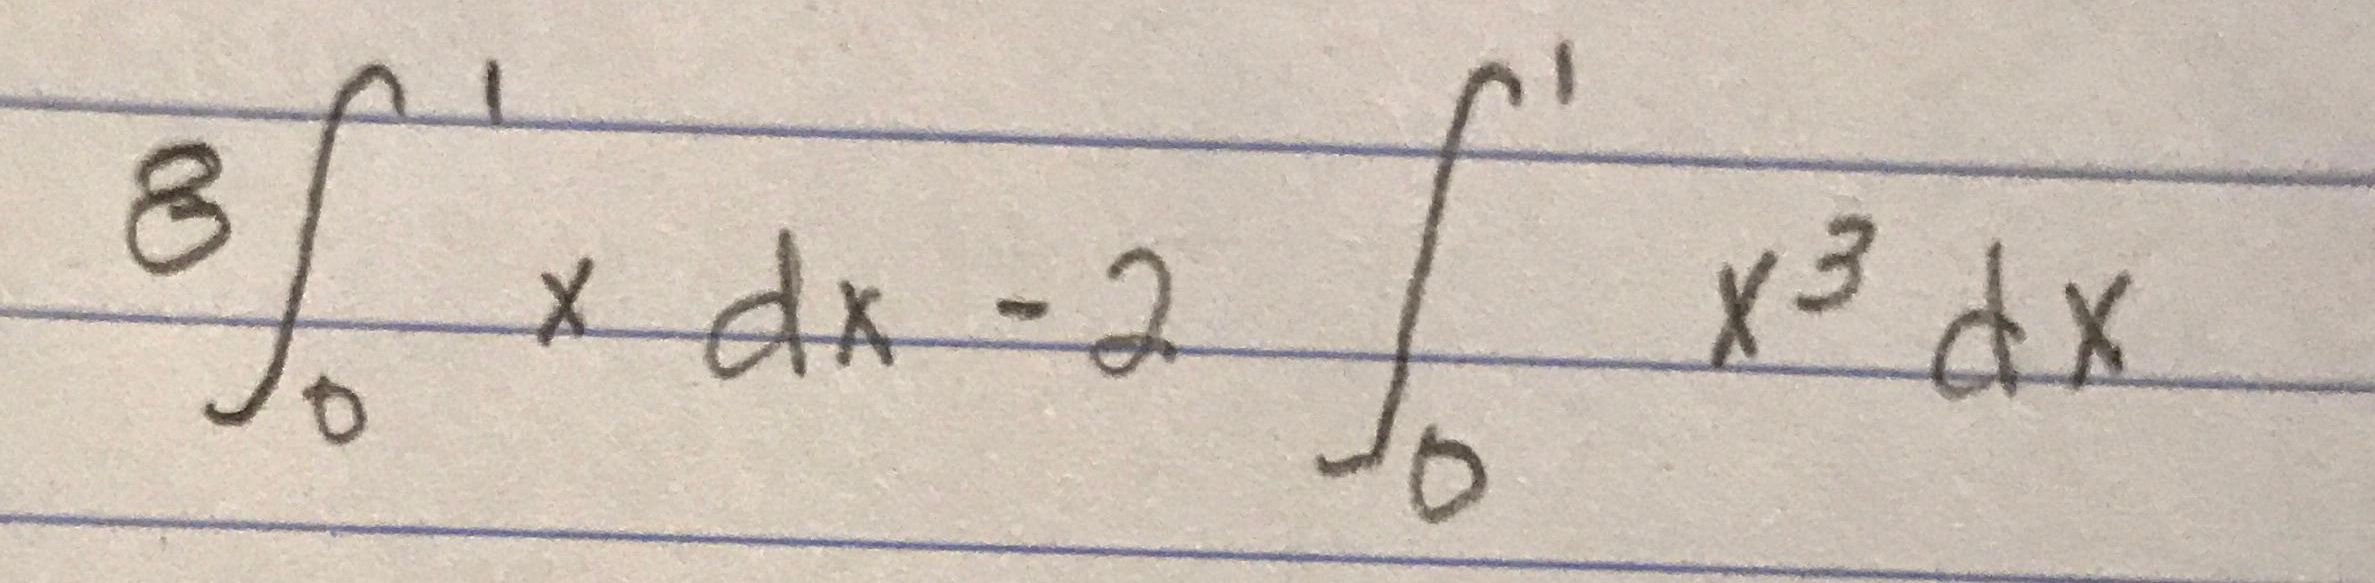 8∫₀¹ x dx - 2 ∫₀¹ x³ dx